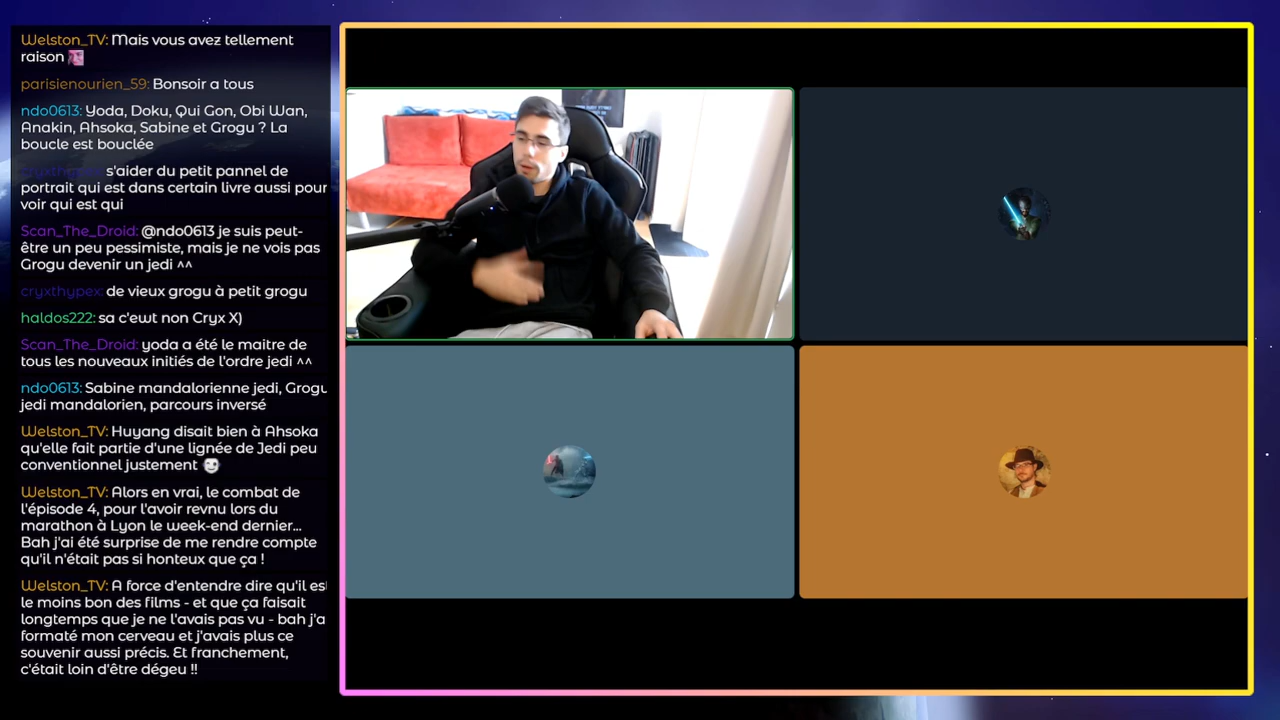 Welston_TV: Mais vous avez tellement
raison
parisienourien_59: Bonsoir a tous
ndo0613: Yoda, Doku, Qui Gon, Obi Wan,
Anakin, Ahsoka, Sabine et Grogu ? La
boucle est bouclée
cryxthypex: s'aider du petit pannel de
portrait qui est dans certain livre aussi pour
voir qui est qui
Scan_The_Droid: @ndo0613 je suis peut-
être un peu pessimiste, mais je ne vois pas
Grogu devenir un jedi ^^
cryxthypex: de vieux grogu à petit grogu
haldos222: sa c'ewt non Cryx X)
Scan_The_Droid: yoda a été le maitre de
tous les nouveaux initiés de l'ordre jedi ^^
ndo0613: Sabine mandalorienne jedi, Grogu
jedi mandalorien, parcours inversé
Welston_TV: Huyang disait bien à Ahsoka
qu'elle fait partie d'une lignée de Jedi peu
conventionnel justement
Welston_TV: Alors en vrai, le combat de
l'épisode 4, pour l'avoir revnu lors du
marathon à Lyon le week-end dernier...
Bah j'ai été surprise de me rendre compte
qu'il n'était pas si honteux que ça !
Welston_TV: A force d'entendre dire qu'il est
le moins bon des films - et que ça faisait
longtemps que je ne l'avais pas vu - bah j'a
formaté mon cerveau et j'avais plus ce
souvenir aussi précis. Et franchement,
c'était loin d'être dégeu !!